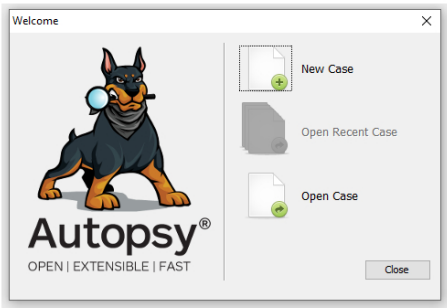 Welcome
New Case
Open Recent Case
Open Case
Autopsy®
OPEN | EXTENSIBLE | FAST
Close